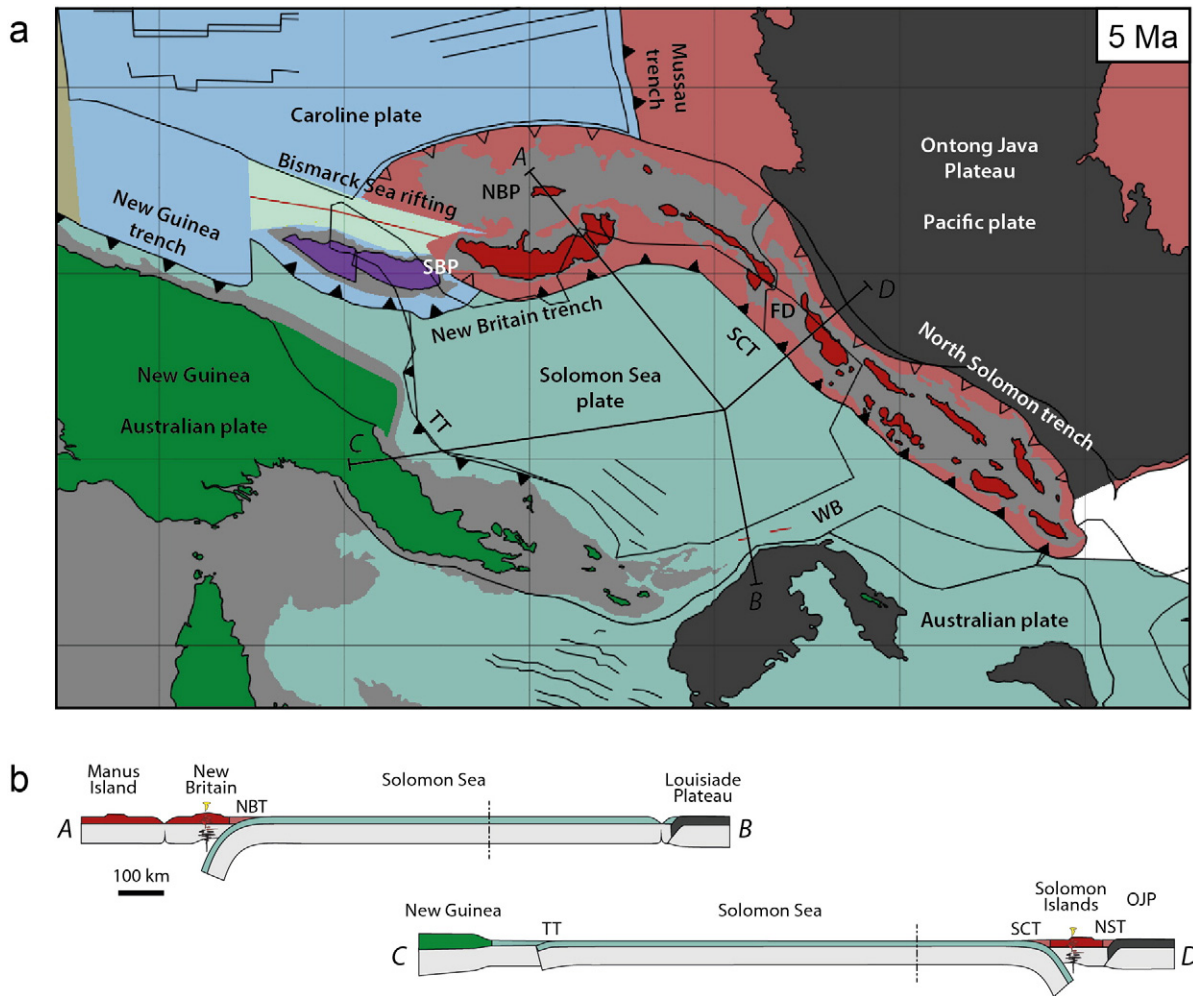 a
5 Ma
Mussau
trench
Caroline plate
Ontong Java
Plateau
Pacific plate
A
NBP
Bismarck Sea rifting
New Guinea
trench
SBP
D
FD
New Britain trench
SCT
North Solomon trench
Solomon Sea
plate
New Guinea
Australian plate
TT
C
WB
B
Australian plate
b
Manus
Island
New
Britain
Solomon Sea
Louisiade
Plateau
NBT
A
B
100 km
New Guinea
TT
Solomon Sea
SCT
Solomon
Islands
NST
OJP
C
D